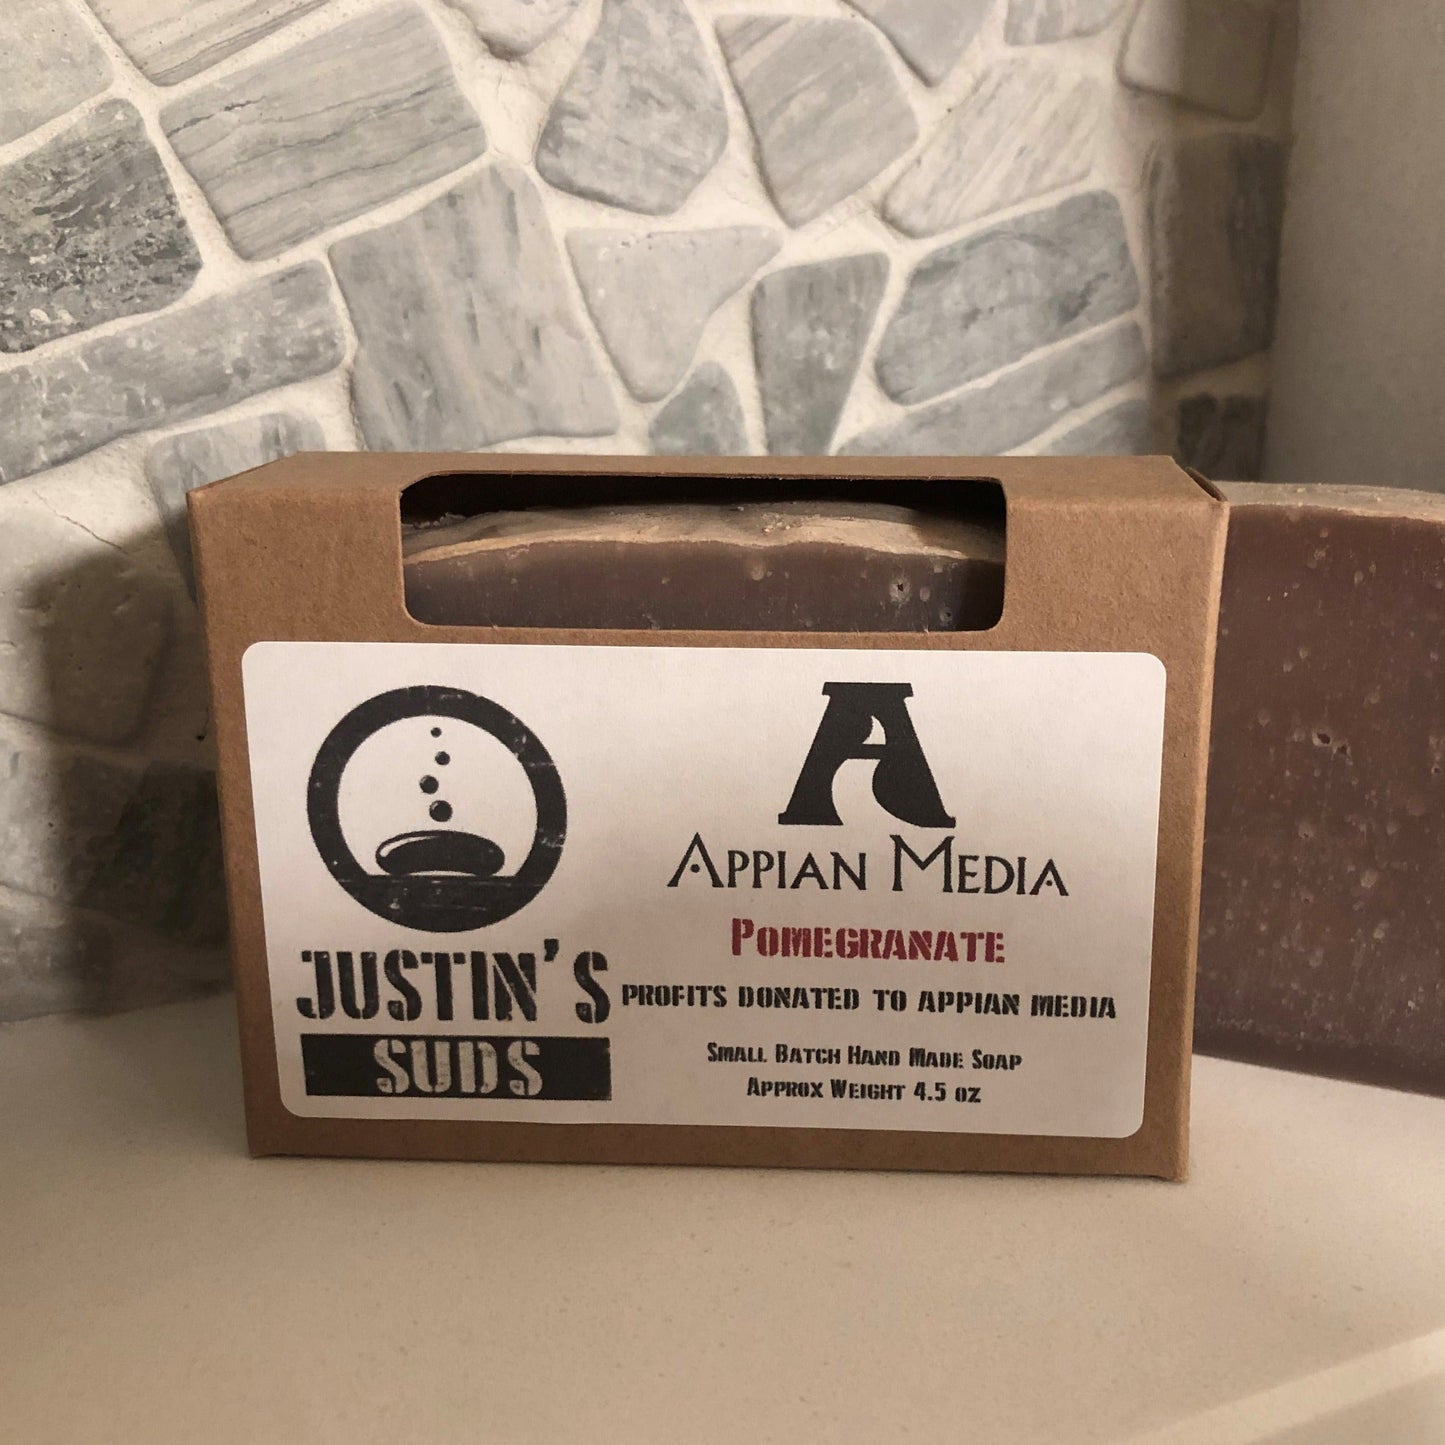 JUSTIN'S
SUDS
A
APPIAN MEDIA
POMEGRANATE
PROFITS DONATED TO APPIAN MEDIA
SMALL BATCH HAND MADE SOAP
APPROX WEIGHT 4.5 OZ